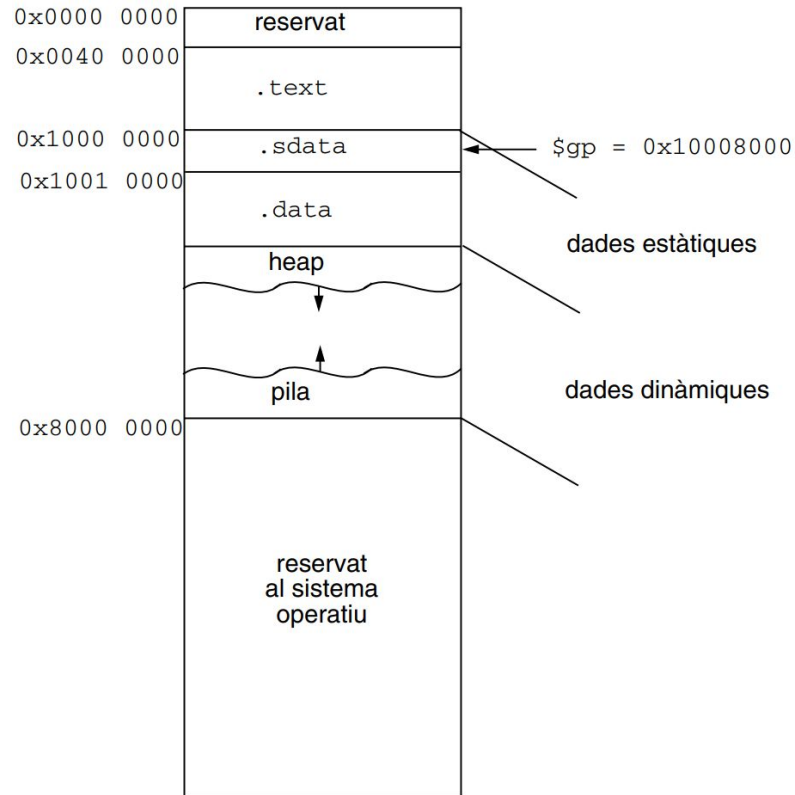 0x0000 0000
reservat
0x0040 0000
.text
0x1000 0000
.sdata
$gp = 0x10008000
0x1001 0000
.data
dades estàtiques
heap
pila
dades dinàmiques
0x8000 0000
reservat
al sistema
operatiu